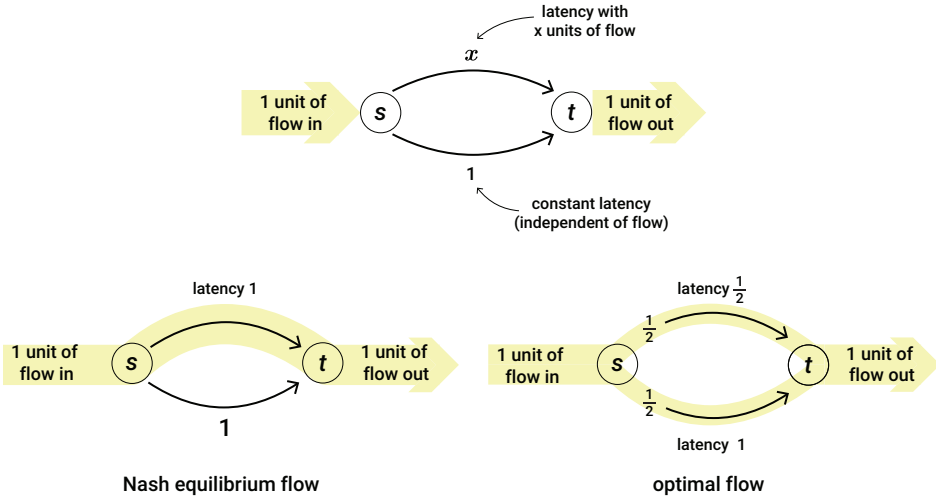 latency with
x units of flow
x
1 unit of
flow in
s
t
1 unit of
flow out
1
constant latency
(independent of flow)
latency 1
1 unit of
flow in
s
t
1 unit of
flow out
1
Nash equilibrium flow
latency 1/2
1/2
1 unit of
flow in
s
t
1 unit of
flow out
1/2
latency 1
optimal flow